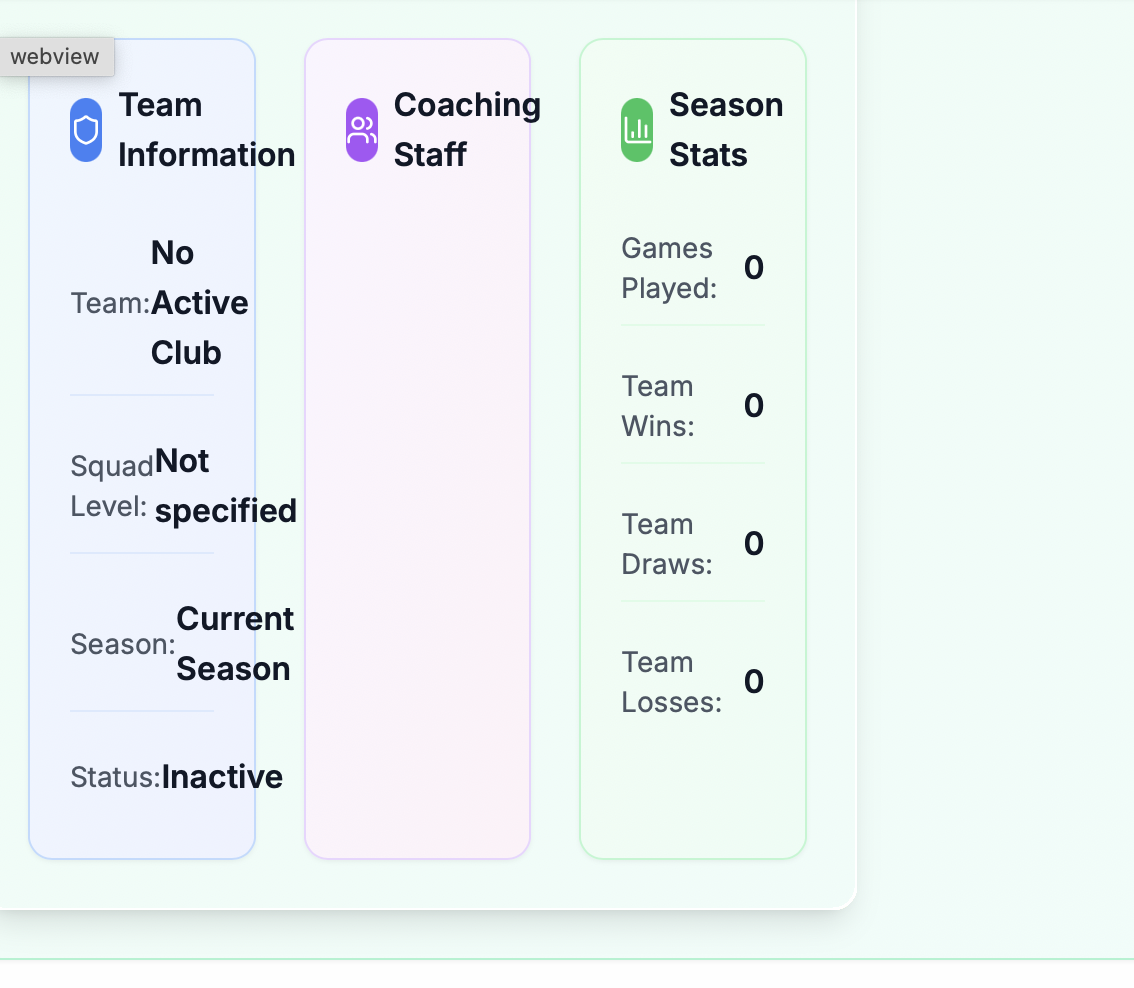 webview
Team
Information
No
Team:Active
Club
Squad
Level:
Not
specified
Season:
Current
Season
Status:Inactive
Coaching
Staff
Season
Stats
Games
Played:
0
Team
Wins:
0
Team
Draws:
0
Team
Losses:
0